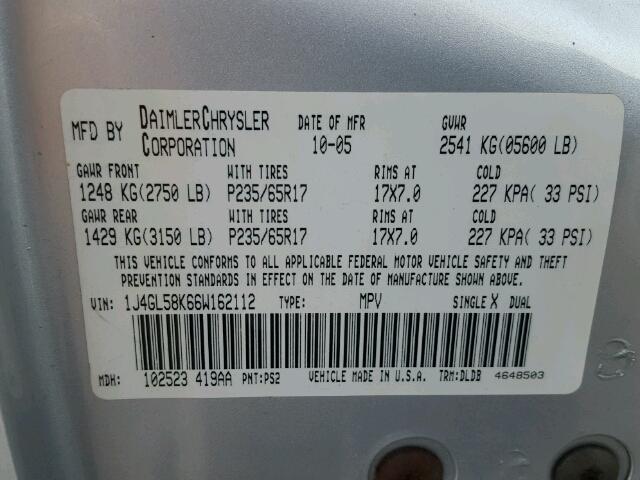 MFD BY DAIMLERCHRYSLER CORPORATION DATE OF MFR 10-05 GVWR 2541 KG(05600 LB)
GAWR FRONT WITH TIRES RIMS AT COLD
1248 KG(2750 LB) P235/65R17 17X7.0 227 KPA( 33 PSI)
GAWR REAR WITH TIRES RIMS AT COLD
1429 KG(3150 LB) P235/65R17 17X7.0 227 KPA( 33 PSI)
THIS VEHICLE CONFORMS TO ALL APPLICABLE FEDERAL MOTOR VEHICLE SAFETY AND THEFT
PREVENTION STANDARDS IN EFFECT ON THE DATE OF MANUFACTURE SHOWN ABOVE.
VIN: 1J4GL58K66W162112 TYPE: MPV SINGLE X DUAL
MDH: 102523 419AA PNT:PS2 VEHICLE MADE IN U.S.A. TRM:DLDB 4648503